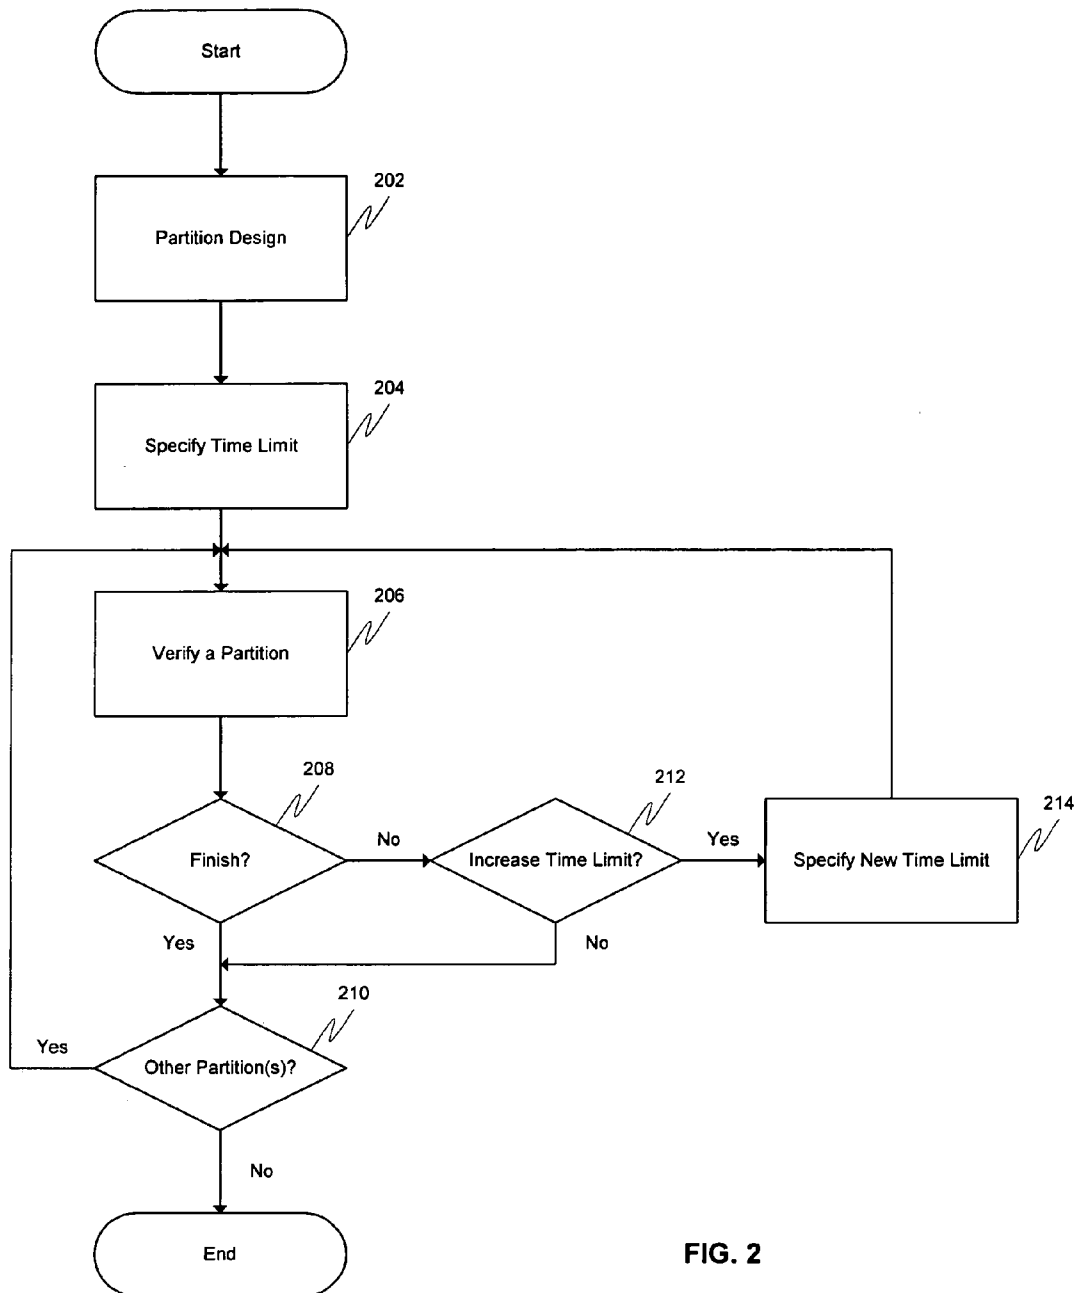 Start
202
Partition Design
204
Specify Time Limit
206
Verify a Partition
208
Finish?
No
212
Increase Time Limit?
Yes
214
Specify New Time Limit
Yes
No
210
Yes
Other Partition(s)?
No
End
FIG. 2